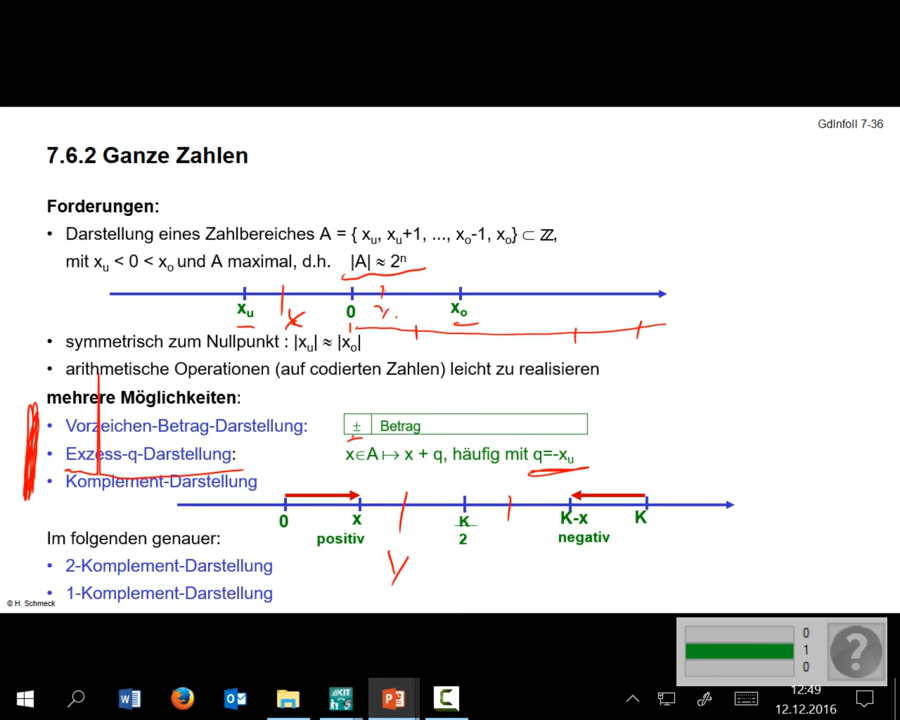 GdInfoII 7-36
7.6.2 Ganze Zahlen
Forderungen:
• Darstellung eines Zahlbereiches A = { xu, xu+1, ..., xo-1, xo} ⊂ ℤ,
mit xu < 0 < xo und A maximal, d.h. |A| ≈ 2ⁿ
xu 0 xo
x
• symmetrisch zum Nullpunkt : |xu| ≈ |xo|
• arithmetische Operationen (auf codierten Zahlen) leicht zu realisieren
mehrere Möglichkeiten:
• Vorzeichen-Betrag-Darstellung: ± Betrag
• Exzess-q-Darstellung: x∈A ↦ x + q, häufig mit q=-xu
• Komplement-Darstellung
0 x K/2 K-x K
positiv negativ
y
Im folgenden genauer:
• 2-Komplement-Darstellung
• 1-Komplement-Darstellung
© H. Schmeck
0
1
0
12:49
12.12.2016